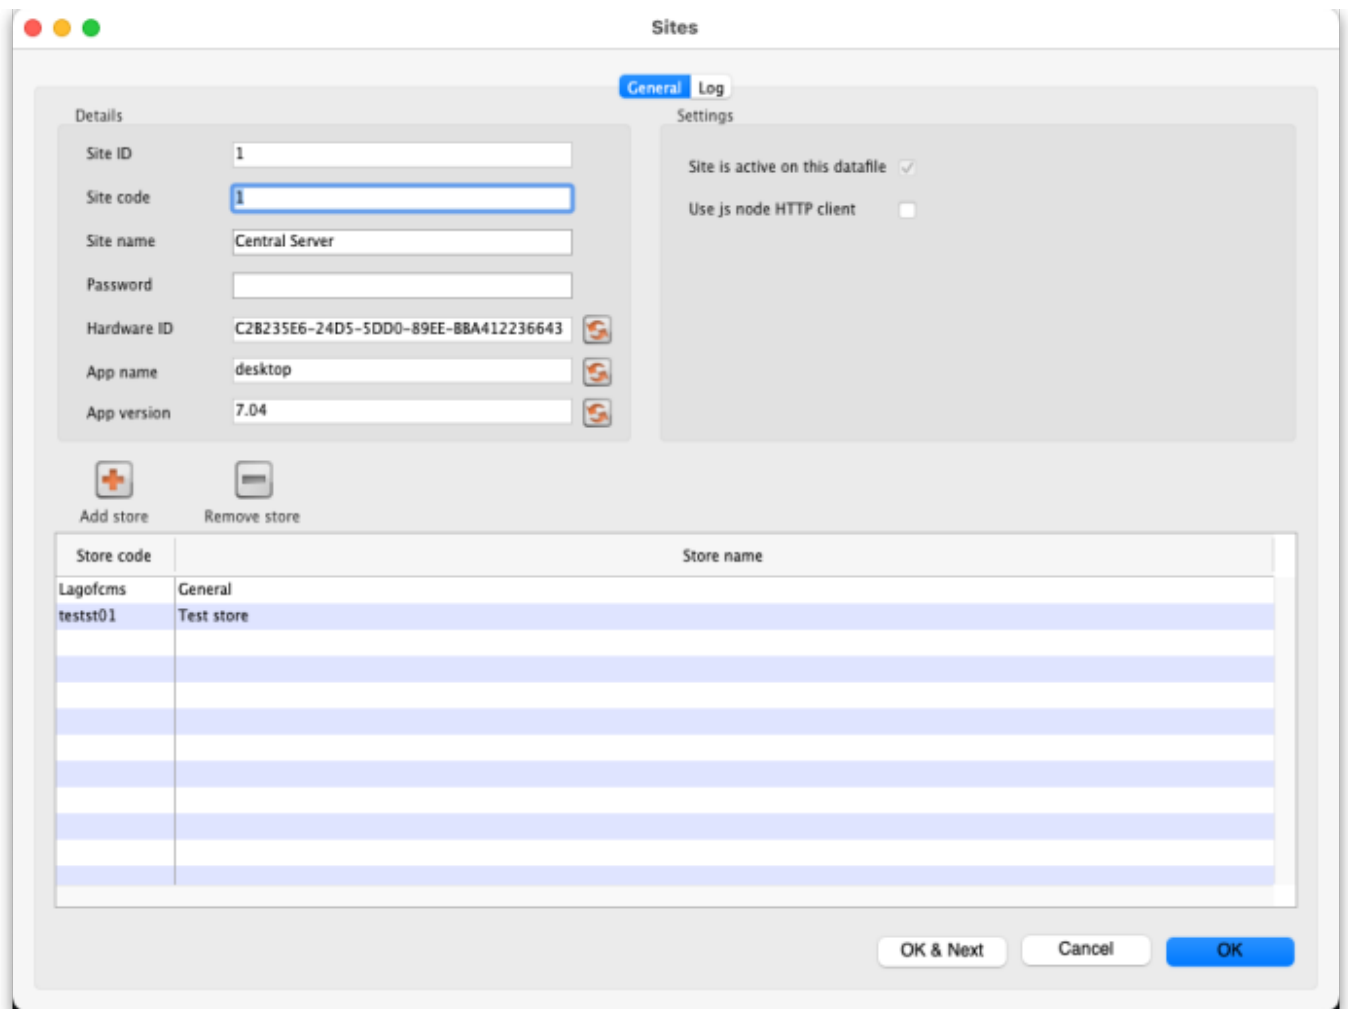 Sites
General Log
Details
Site ID 1
Site code 1
Site name Central Server
Password
Hardware ID C2B235E6-24D5-5DD0-89EE-BBA412236643
App name desktop
App version 7.04
Settings
Site is active on this datafile
Use js node HTTP client
Add store Remove store
Store code Store name
Lagofcms General
testst01 Test store
OK & Next Cancel OK